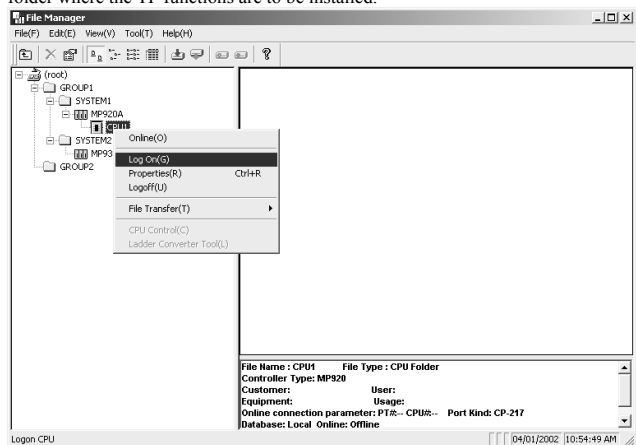 folder where the TP functions are to be installed.
File Manager
File(F) Edit(E) View(V) Tool(T) Help(H)
(root)
GROUP1
SYSTEM1
MP920A
CPU1
SYSTEM2
MP93
GROUP2
Online(O)
Log On(G)
Properties(R) Ctrl+R
Logoff(U)
File Transfer(T)
CPU Control(C)
Ladder Converter Tool(L)
File Name : CPU1 File Type : CPU Folder
Controller Type: MP920
Customer: User:
Equipment: Usage:
Online connection parameter: PT#:-- CPU#:-- Port Kind: CP-217
Database: Local Online: Offline
Logon CPU 04/01/2002 10:54:49 AM